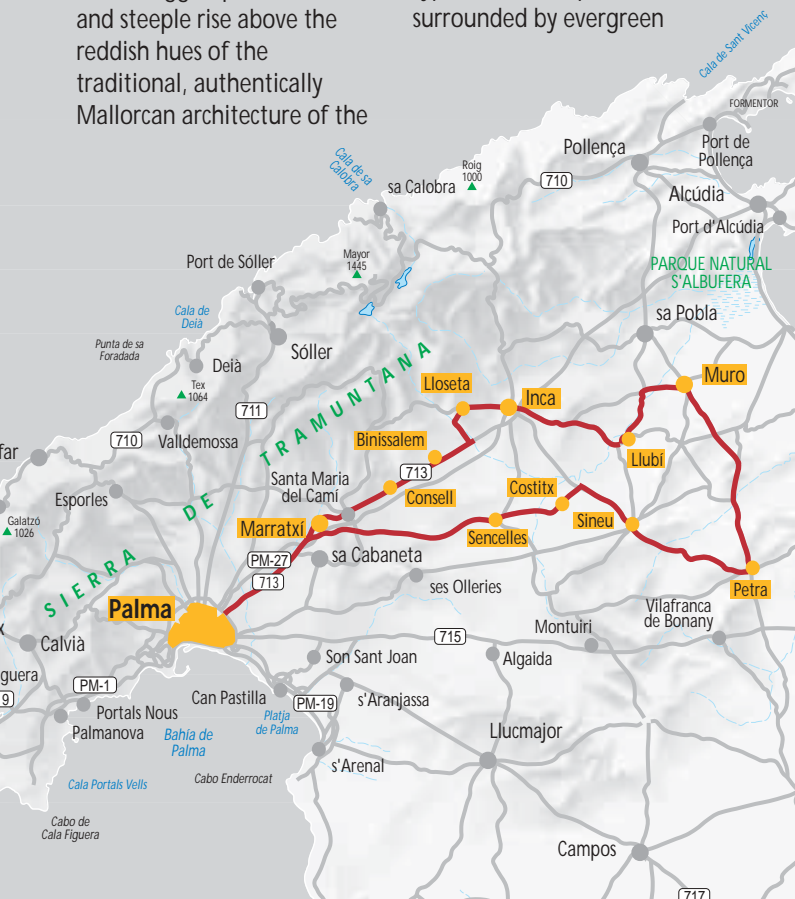 and steeple rise above the
reddish hues of the
traditional, authentically
Mallorcan architecture of the
surrounded by evergreen
Cala de Sant Vicenç
FORMENTOR
Port de
Pollença
Pollença
Roig
1000
710
Cala de sa
Calobra
sa Calobra
Alcúdia
Port d'Alcúdia
PARQUE NATURAL
S'ALBUFERA
Mayor
1445
Port de Sóller
sa Pobla
Cala de
Deià
Punta de sa
Foradada
Sóller
Deià
Tex
1064
Lloseta
Inca
Muro
711
SIERRA DE TRAMUNTANA
710
Valldemossa
Binissalem
Llubí
713
Santa Maria
del Camí
Consell
Costitx
Esporles
Galatzó
1026
Marratxí
Sencelles
Sineu
PM-27
sa Cabaneta
713
ses Olleries
Petra
Palma
Vilafranca
de Bonany
Calvià
715
Montuiri
Son Sant Joan
Algaida
guera
PM-1
9
Can Pastilla
PM-19
s'Aranjassa
Portals Nous
Palmanova
Bahía de
Palma
Platja
de Palma
Llucmajor
s'Arenal
Cala Portals Vells
Cabo Enderrocat
Cabo de
Cala Figuera
Campos
717